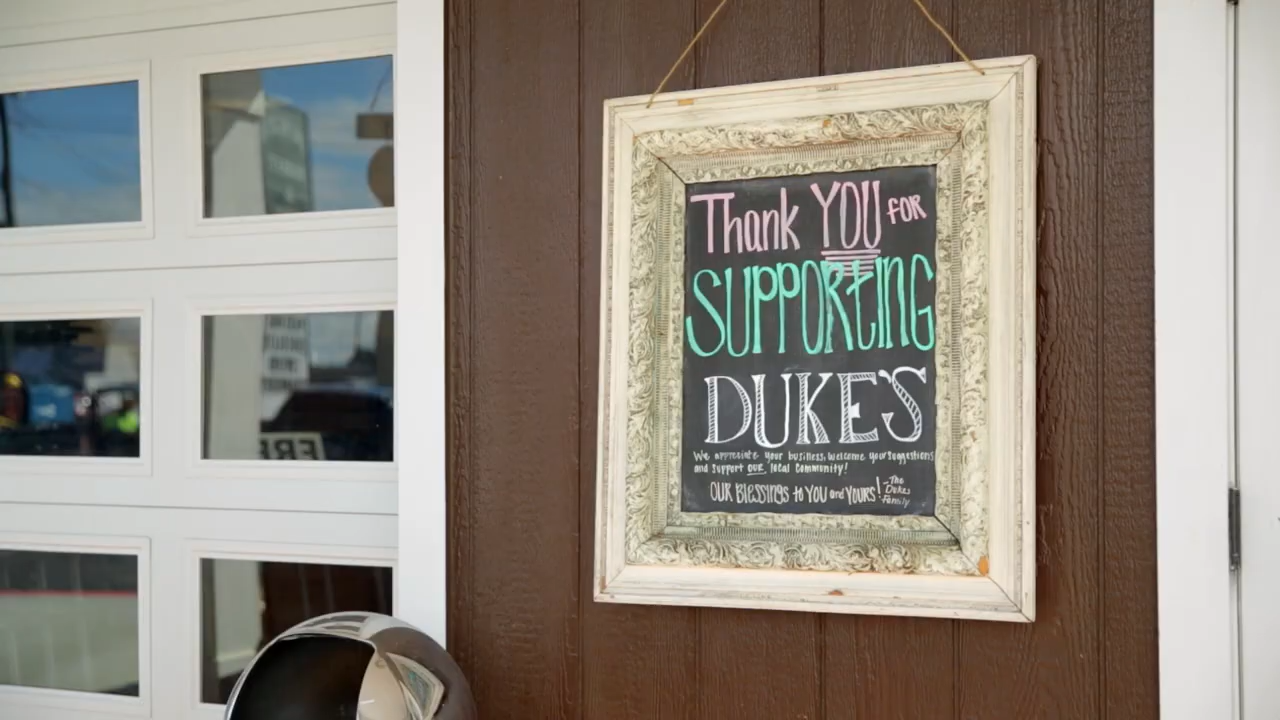 Thank YOU FOR
SUPPORTING
DUKE'S
We appreciate your business, welcome your suggestions
and support OUR local Community!
OUR Blessings to YOU and YOURS! -The
Dukes
Family